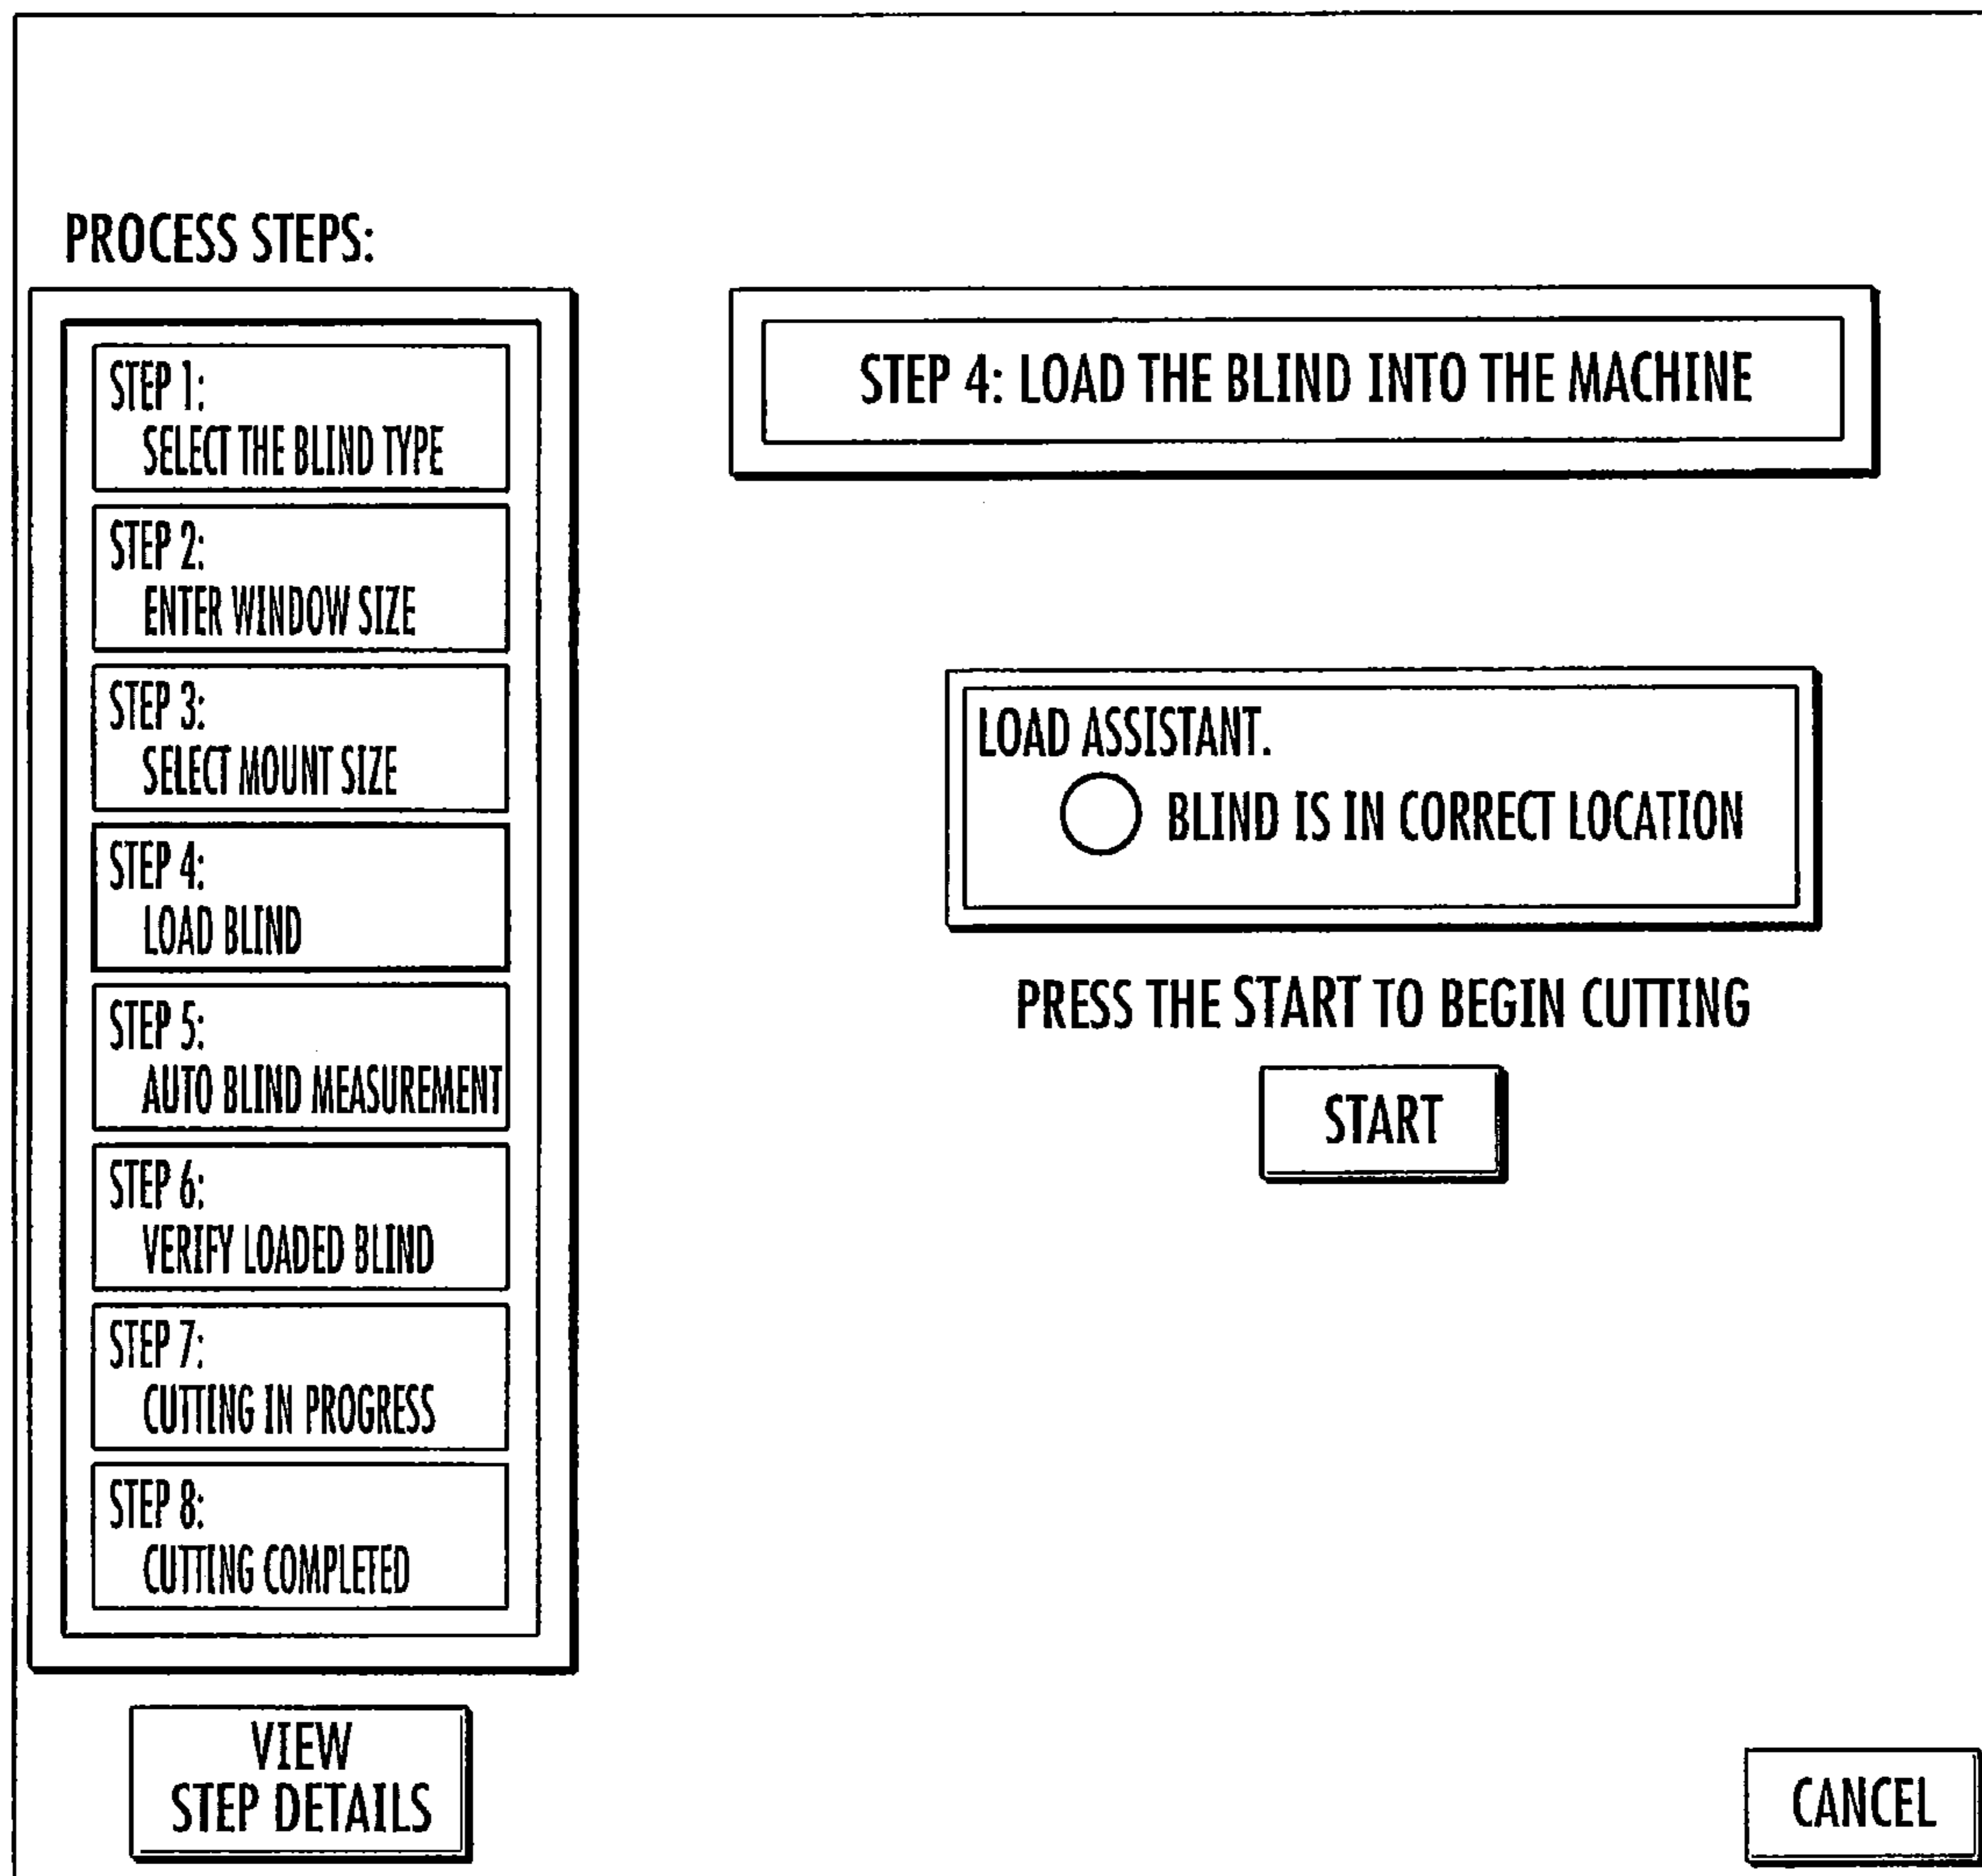 PROCESS STEPS:
STEP 1:
SELECT THE BLIND TYPE
STEP 2:
ENTER WINDOW SIZE
STEP 3:
SELECT MOUNT SIZE
STEP 4:
LOAD BLIND
STEP 5:
AUTO BLIND MEASUREMENT
STEP 6:
VERIFY LOADED BLIND
STEP 7:
CUTTING IN PROGRESS
STEP 8:
CUTTING COMPLETED
VIEW
STEP DETAILS
STEP 4: LOAD THE BLIND INTO THE MACHINE
LOAD ASSISTANT.
BLIND IS IN CORRECT LOCATION
PRESS THE START TO BEGIN CUTTING
START
CANCEL